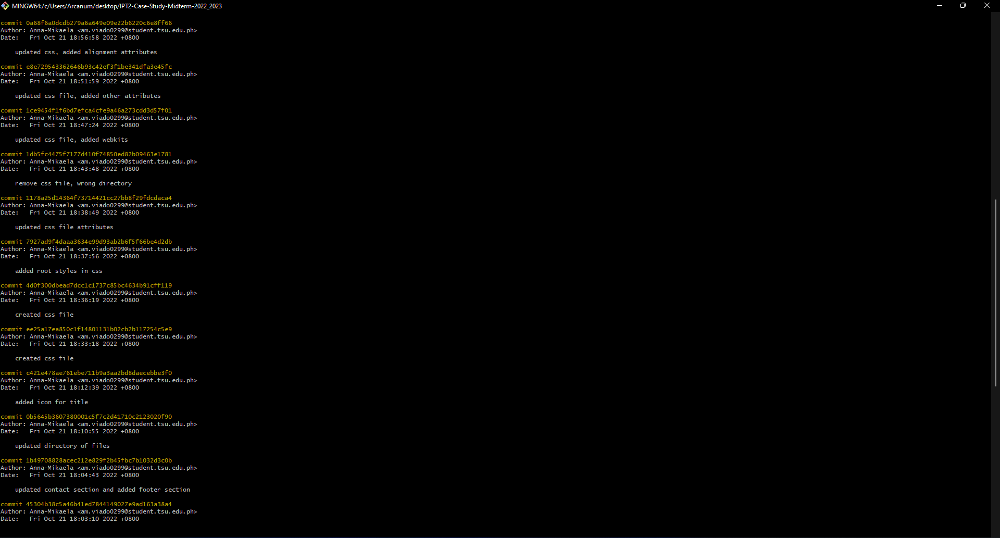 MINGW64:/c/Users/Arcanum/desktop/IPT2-Case-Study-Midterm-2022_2023
commit 0a68f6a0dcdb279a6a649e09e22b6220c6e8ff66
Author: Anna-Mikaela <am.viado0299@student.tsu.edu.ph>
Date:   Fri Oct 21 18:56:58 2022 +0800
updated css, added alignment attributes
commit e8e729543362646b93c42ef3f1be341dfa3e45fc
Author: Anna-Mikaela <am.viado0299@student.tsu.edu.ph>
Date:   Fri Oct 21 18:51:59 2022 +0800
updated css file, added other attributes
commit 1ce9454f1f6bd7efca4cfe9a46a273cdd3d57f01
Author: Anna-Mikaela <am.viado0299@student.tsu.edu.ph>
Date:   Fri Oct 21 18:47:24 2022 +0800
updated css file, added webkits
commit 1db5fc4475f7177d410f74850ed82b09463e1781
Author: Anna-Mikaela <am.viado0299@student.tsu.edu.ph>
Date:   Fri Oct 21 18:43:48 2022 +0800
remove css file, wrong directory
commit 1178a25d14364f73714421cc27bb8f29fdcdaca4
Author: Anna-Mikaela <am.viado0299@student.tsu.edu.ph>
Date:   Fri Oct 21 18:38:49 2022 +0800
updated css file attributes
commit 7927ad9f4daaa3634e99d93ab2b6f5f66be4d2db
Author: Anna-Mikaela <am.viado0299@student.tsu.edu.ph>
Date:   Fri Oct 21 18:37:56 2022 +0800
added root styles in css
commit 4d0f300dbead7dcc1c1737c85bc4634b91cff119
Author: Anna-Mikaela <am.viado0299@student.tsu.edu.ph>
Date:   Fri Oct 21 18:36:19 2022 +0800
created css file
commit ee25a17ea850c1f14801131b02cb2b117254c5e9
Author: Anna-Mikaela <am.viado0299@student.tsu.edu.ph>
Date:   Fri Oct 21 18:33:18 2022 +0800
created css file
commit c421e478ae761ebe711b9a3aa2bd8daecebbe3f0
Author: Anna-Mikaela <am.viado0299@student.tsu.edu.ph>
Date:   Fri Oct 21 18:12:39 2022 +0800
added icon for title
commit 0b5645b3607380001c5f7c2d41710c2123020f90
Author: Anna-Mikaela <am.viado0299@student.tsu.edu.ph>
Date:   Fri Oct 21 18:10:55 2022 +0800
updated directory of files
commit 1b49708828acec212e829f2b45fbc7b1032d3c0b
Author: Anna-Mikaela <am.viado0299@student.tsu.edu.ph>
Date:   Fri Oct 21 18:04:43 2022 +0800
updated contact section and added footer section
commit 45304b38c5a46b41ed7844149027e9ad163a38a4
Author: Anna-Mikaela <am.viado0299@student.tsu.edu.ph>
Date:   Fri Oct 21 18:03:10 2022 +0800